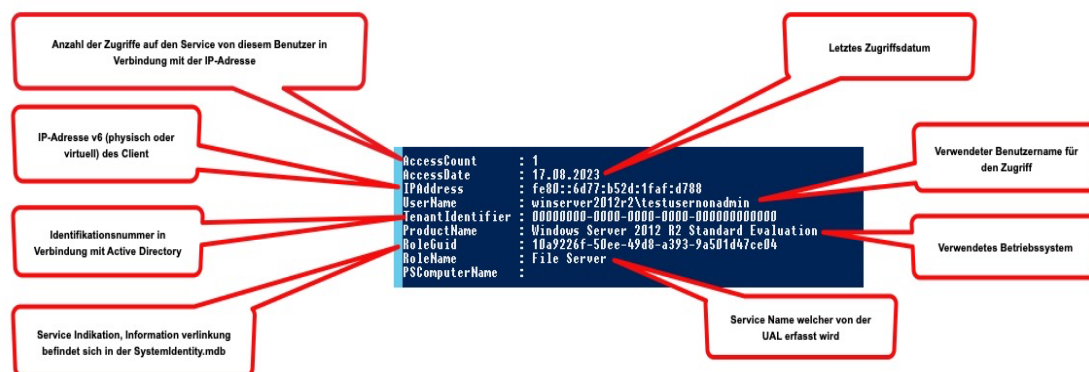 Anzahl der Zugriffe auf den Service von diesem Benutzer in
Verbindung mit der IP-Adresse
Letztes Zugriffsdatum
IP-Adresse v6 (physisch oder
virtuell) des Client
Verwendeter Benutzername für
den Zugriff
AccessCount : 1
AccessDate : 17.08.2023
IPAddress : fe80::6d77:b52d:1faf:d788
UserName : winserver2012r2\testusernonadmin
TenantIdentifier : 00000000-0000-0000-0000-000000000000
ProductName : Windows Server 2012 R2 Standard Evaluation
RoleGuid : 10a9226f-50ee-49d8-a393-9a501d47ce04
RoleName : File Server
PSComputerName :
Identifikationsnummer in
Verbindung mit Active Directory
Verwendetes Betriebssystem
Service Indikation, Information verlinkung
befindet sich in der SystemIdentity.mdb
Service Name welcher von der
UAL erfasst wird